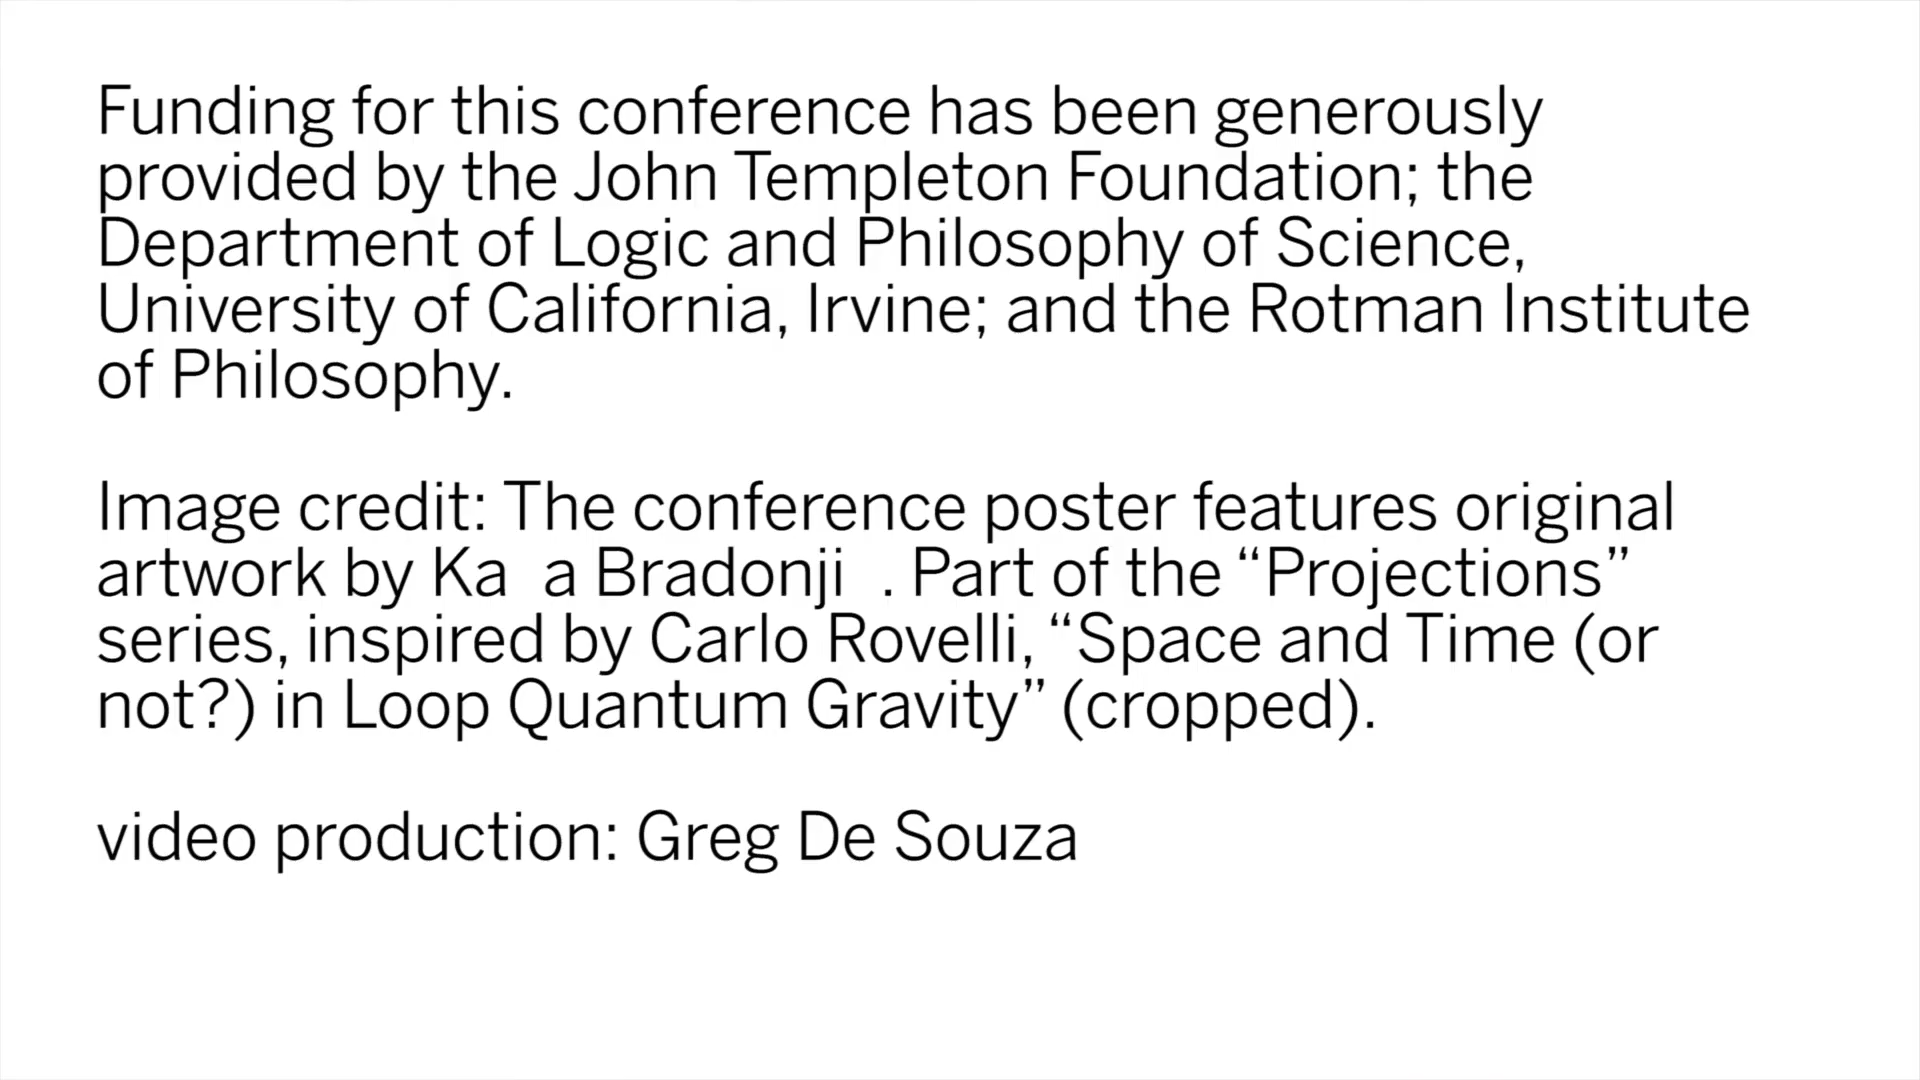 Funding for this conference has been generously
provided by the John Templeton Foundation; the
Department of Logic and Philosophy of Science,
University of California, Irvine; and the Rotman Institute
of Philosophy.
Image credit: The conference poster features original
artwork by Ka a Bradonji . Part of the “Projections”
series, inspired by Carlo Rovelli, “Space and Time (or
not?) in Loop Quantum Gravity” (cropped).
video production: Greg De Souza